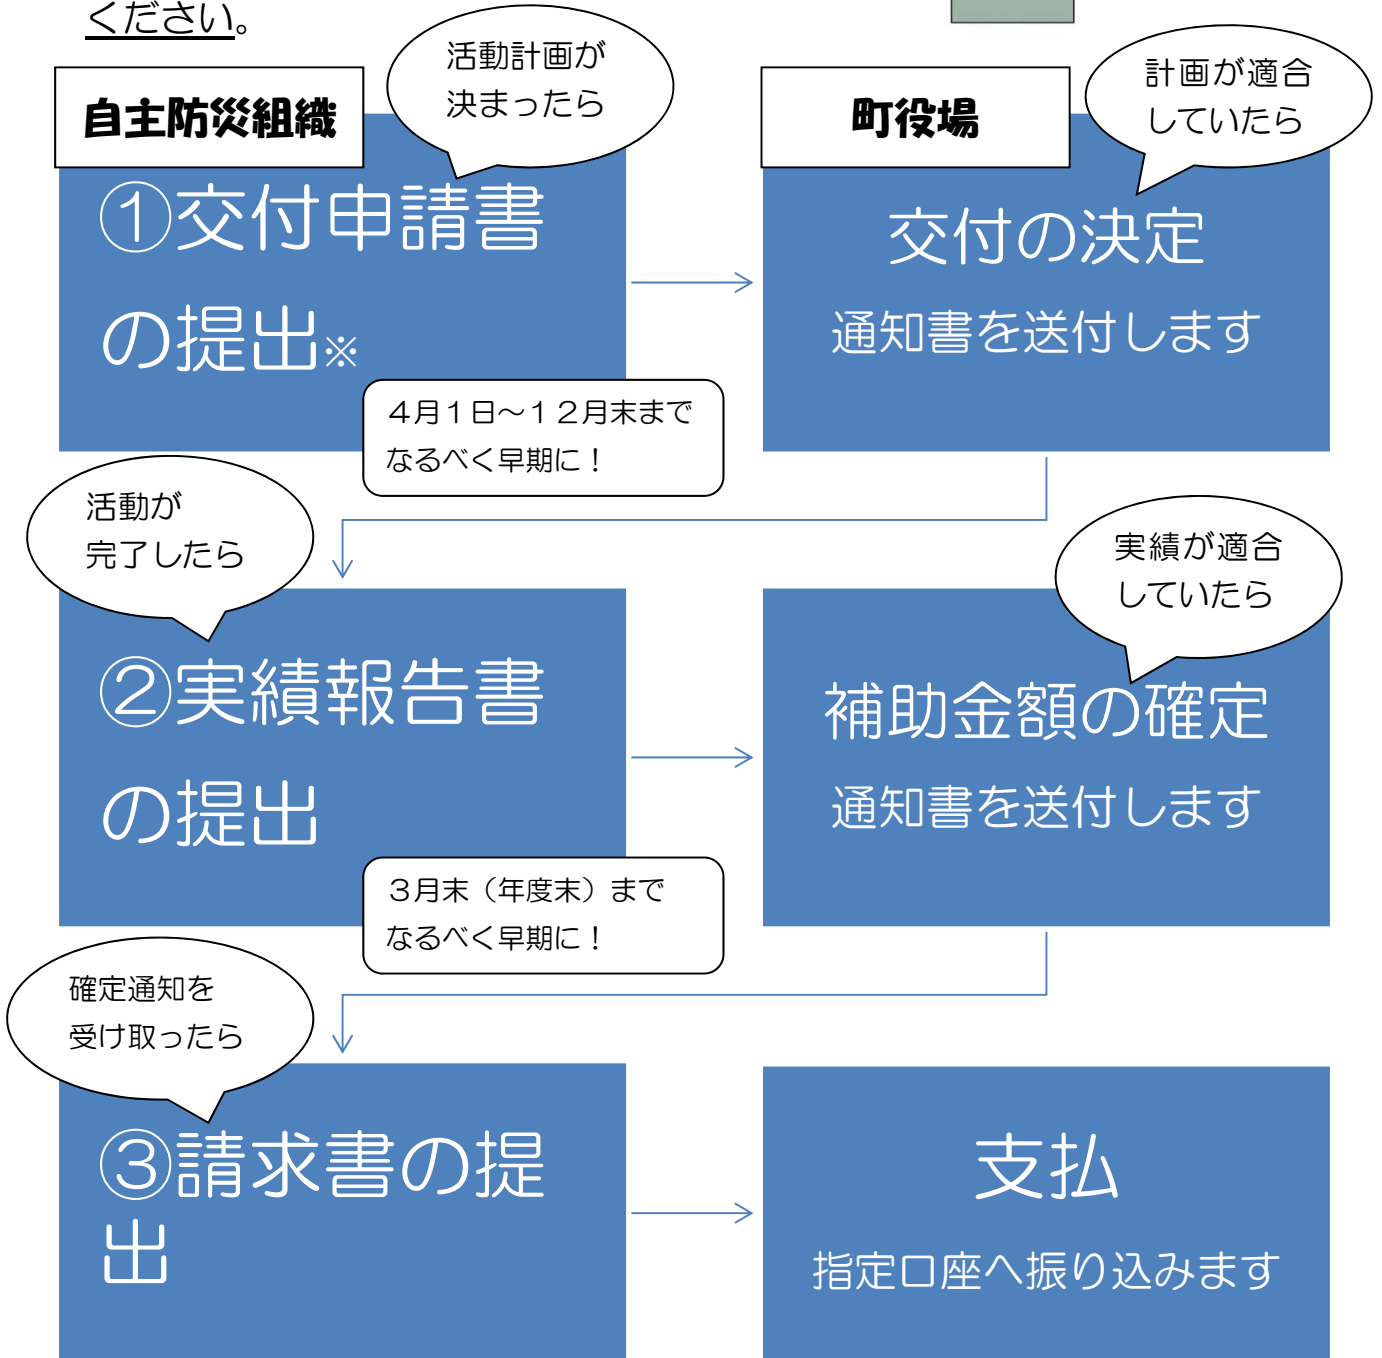 ください。
自主防災組織
活動計画が
決まったら
町役場
計画が適合
していたら
①交付申請書
の提出※
交付の決定
通知書を送付します
４月１日～１２月末まで
なるべく早期に！
活動が
完了したら
実績が適合
していたら
②実績報告書
の提出
補助金額の確定
通知書を送付します
３月末（年度末）まで
なるべく早期に！
確定通知を
受け取ったら
③請求書の提
出
支払
指定口座へ振り込みます